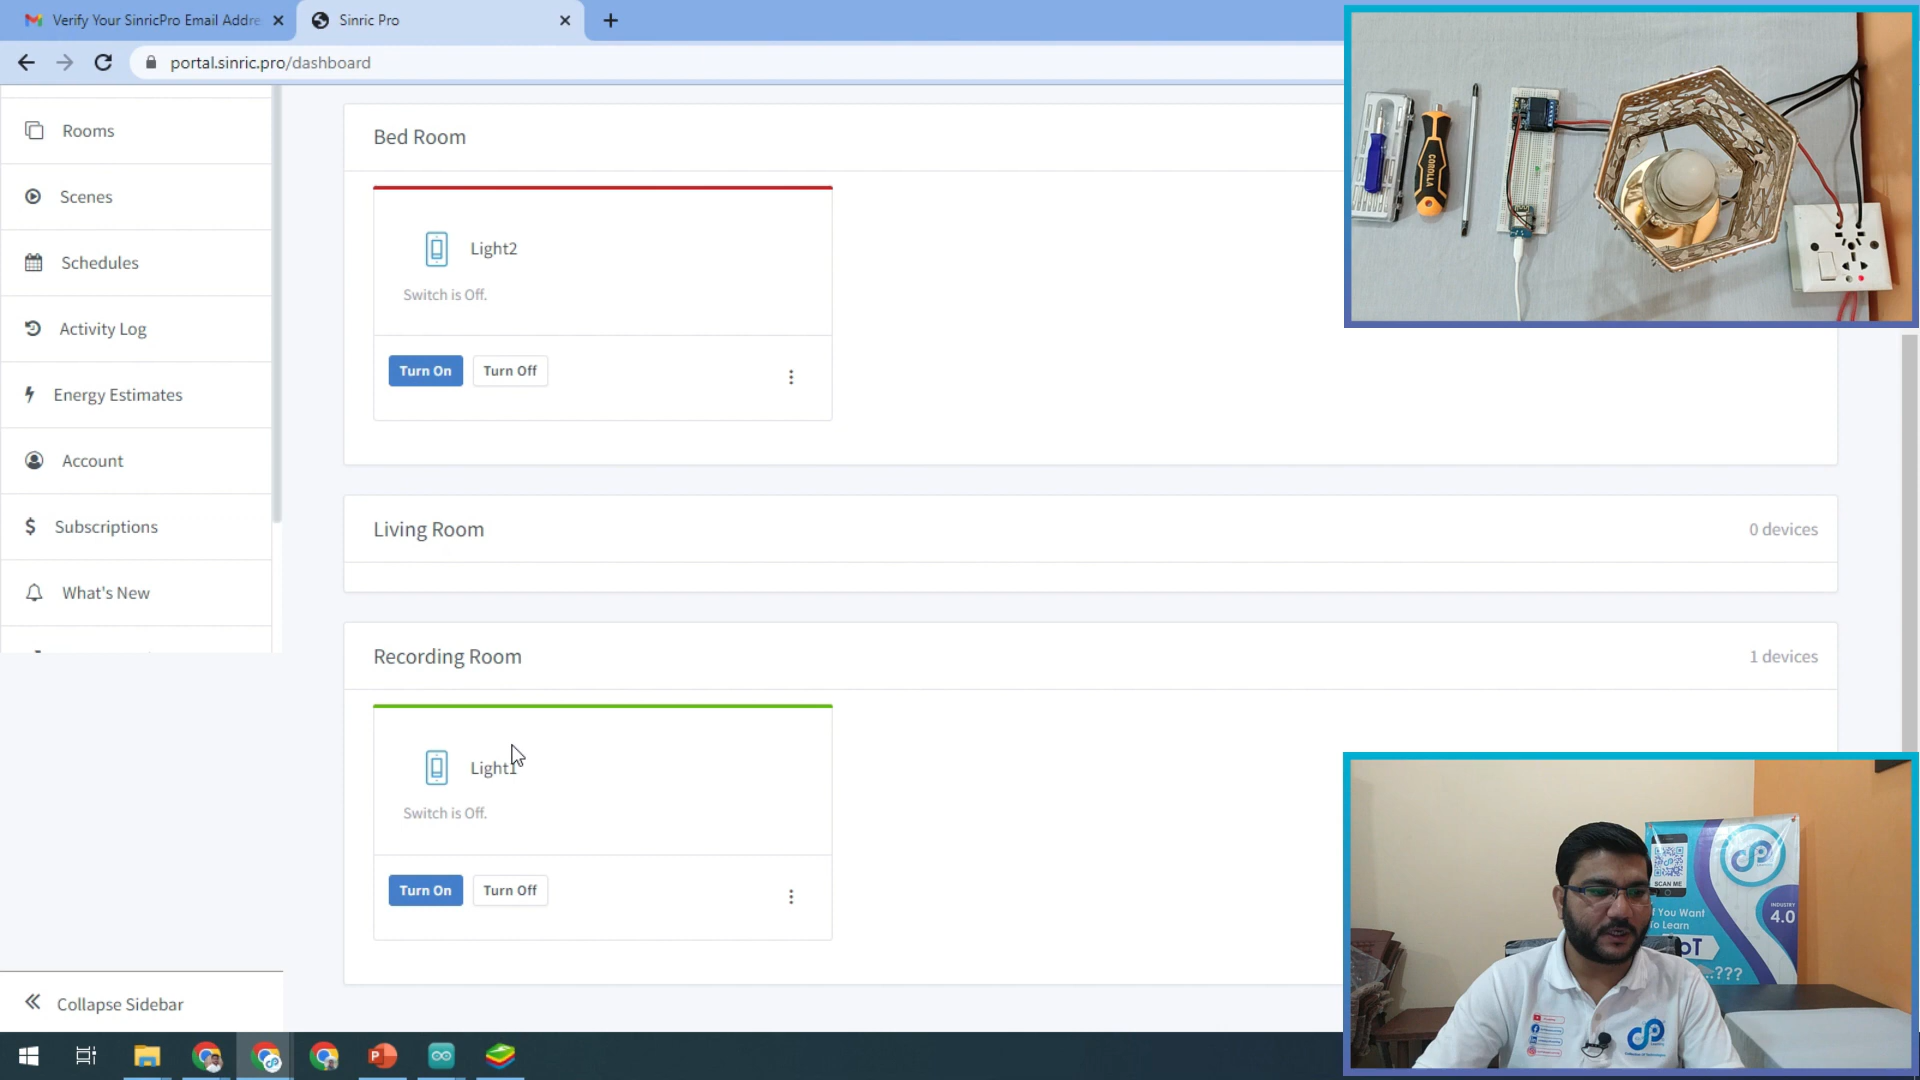 Verify Your SinricPro Email Addre
Sinric Pro
portal.sinric.pro/dashboard
Rooms
Scenes
Schedules
Activity Log
Energy Estimates
Account
Subscriptions
What's New
Collapse Sidebar
Bed Room
Light2
Switch is Off.
Turn On
Turn Off
Living Room
0 devices
Recording Room
1 devices
Light1
Switch is Off.
Turn On
Turn Off
COROLLA
SCAN ME
f You Want
To Learn
oT
...???
INDUSTRY
4.0